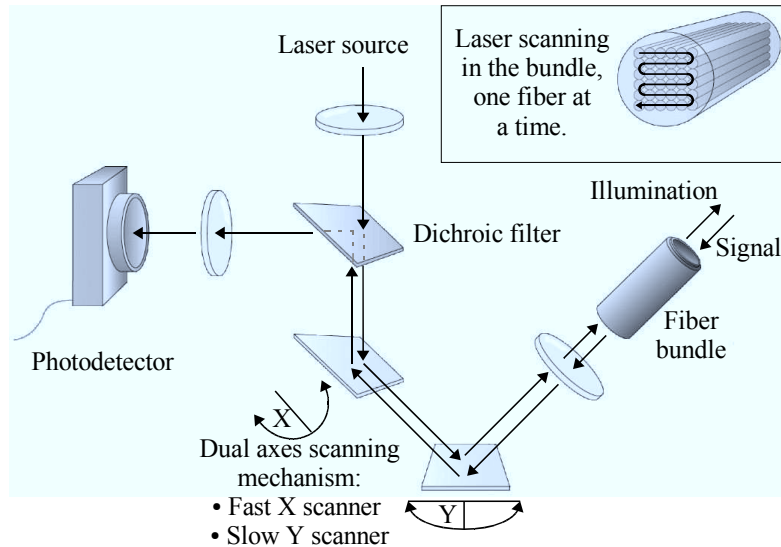 Laser source
Laser scanning
in the bundle,
one fiber at
a time.
Illumination
Signal
Dichroic filter
Fiber
bundle
Photodetector
X
Dual axes scanning
mechanism:
• Fast X scanner
• Slow Y scanner
Y